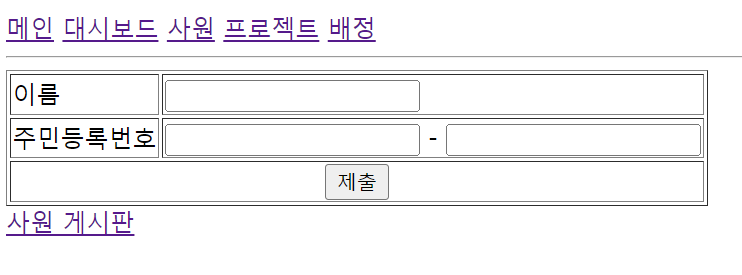 메인 대시보드 사원 프로젝트 배정
이름
주민등록번호 -
제출
사원 게시판